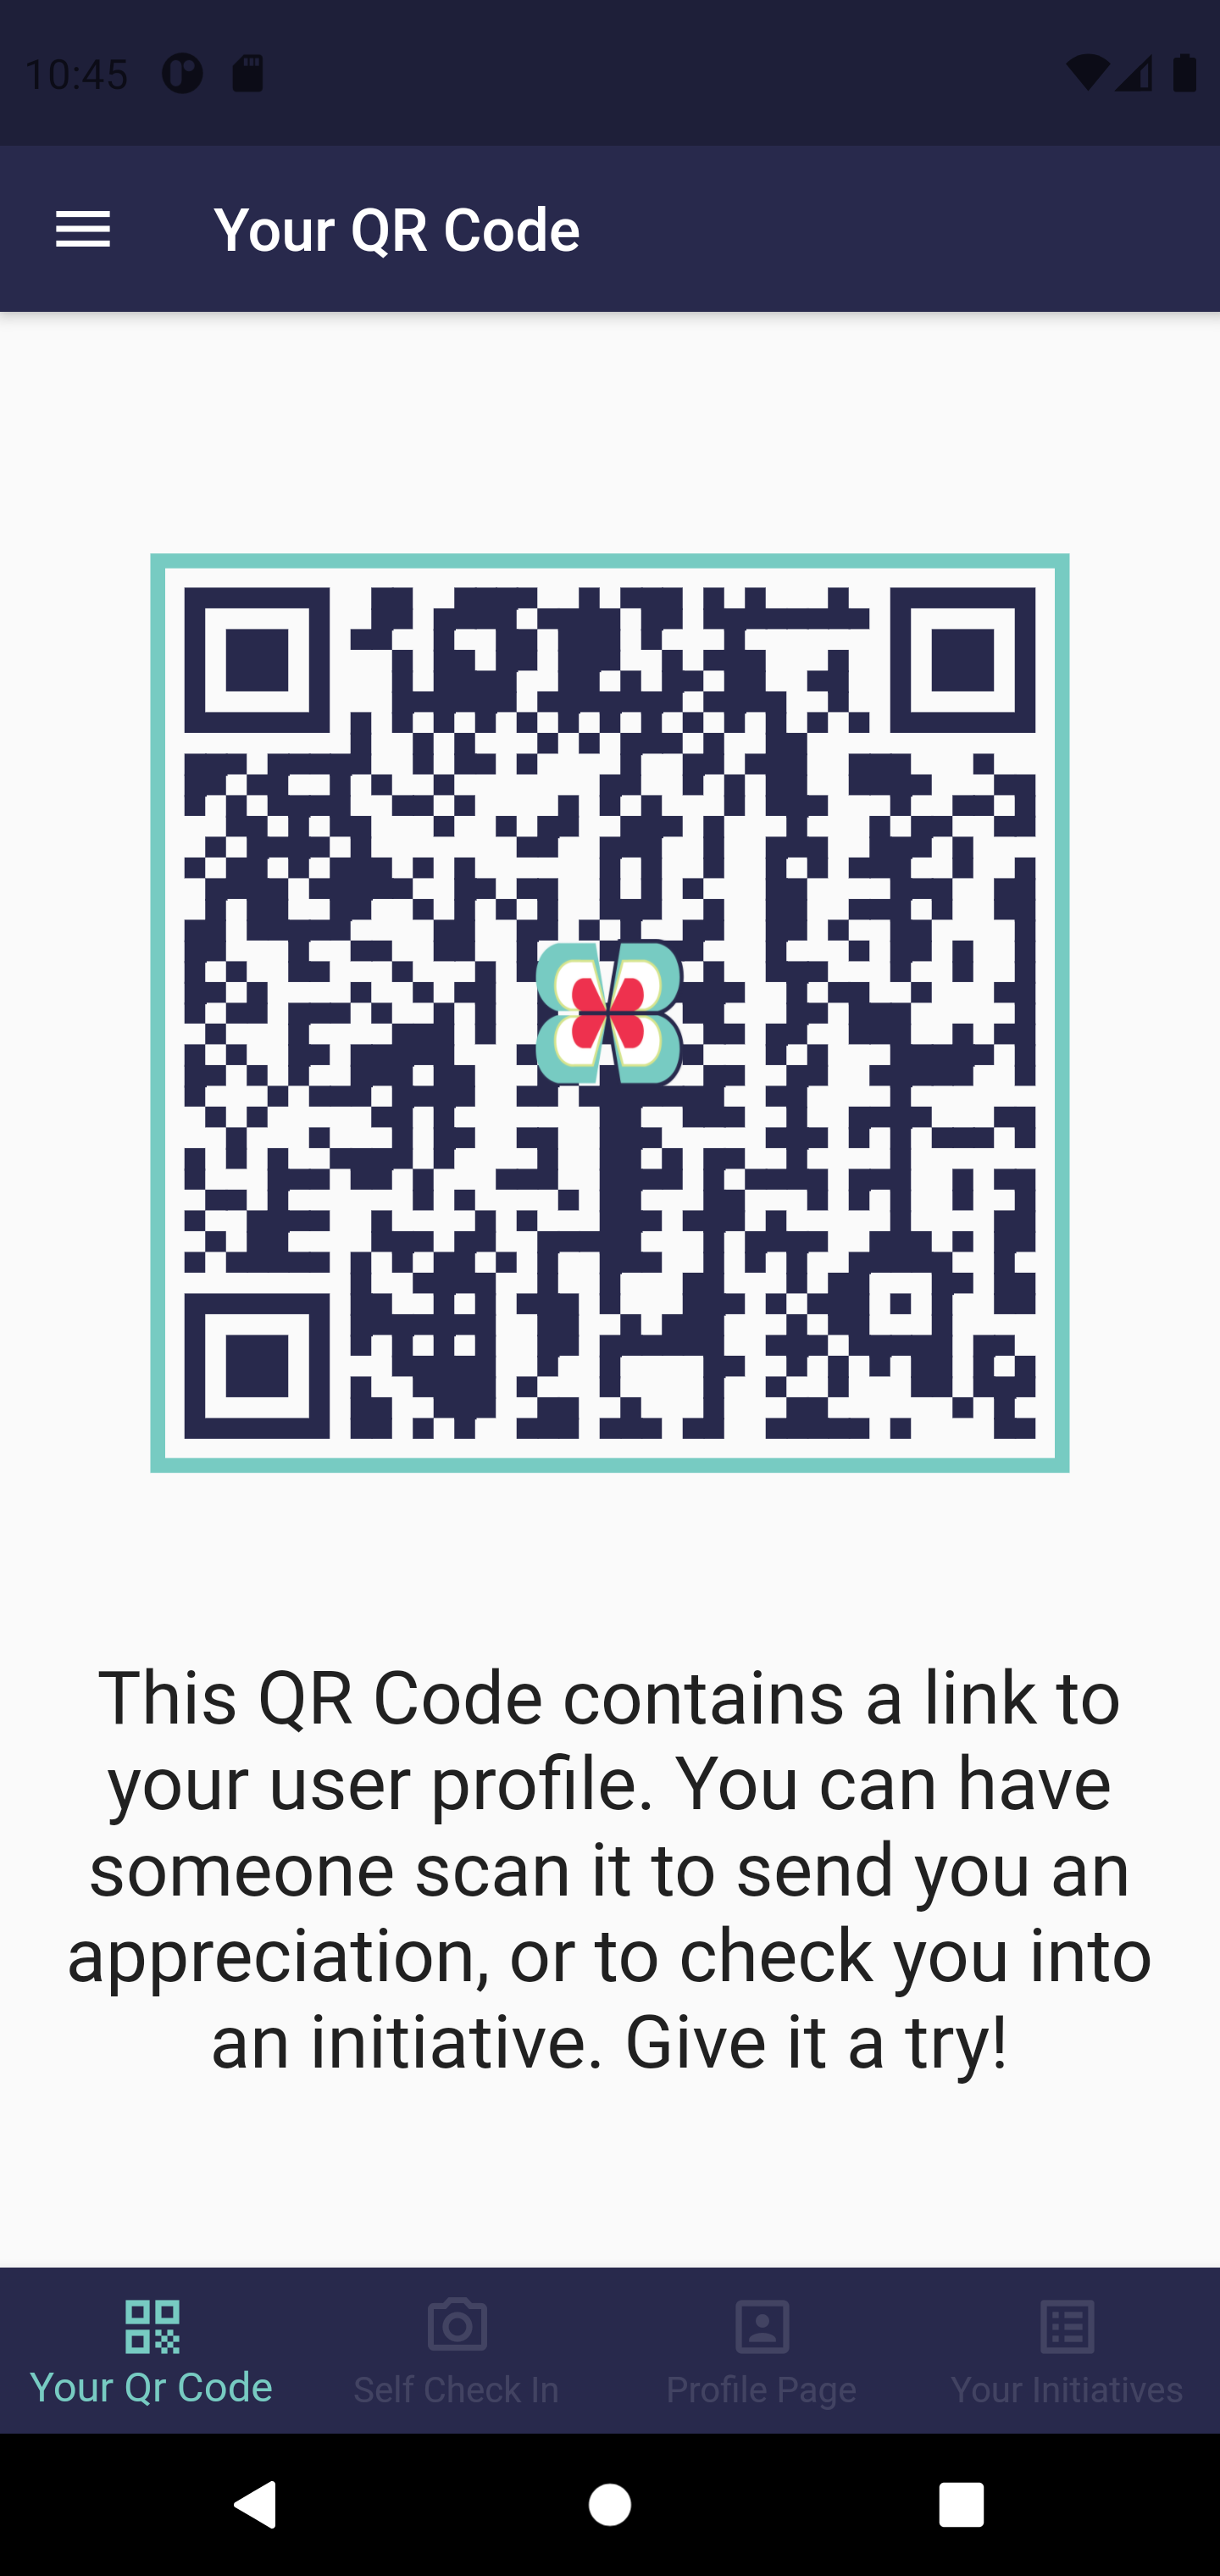 10:45
Your QR Code
This QR Code contains a link to
your user profile. You can have
someone scan it to send you an
appreciation, or to check you into
an initiative. Give it a try!
Your Qr Code
Self Check In
Profile Page
Your Initiatives